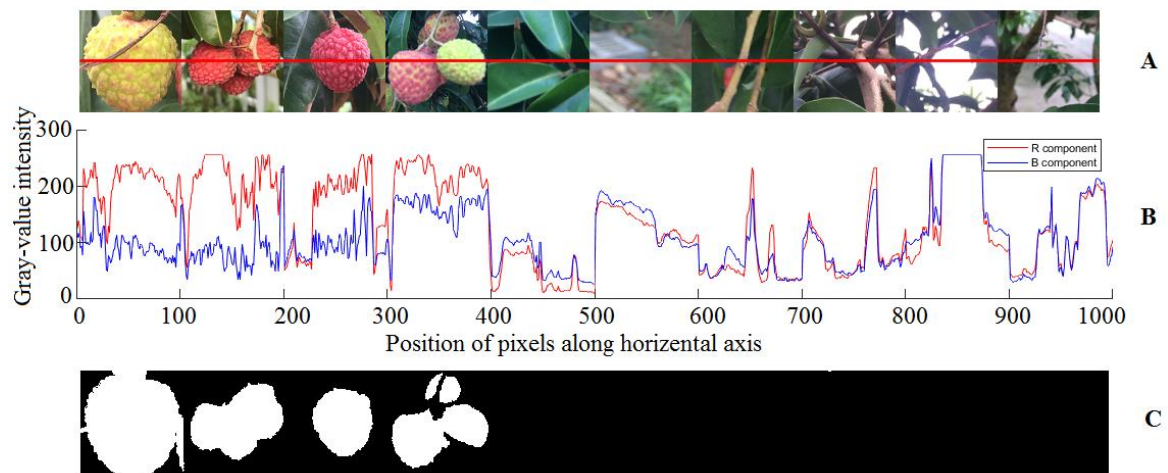 A
300
200
100
0
Gray-value intensity
R component
B component
B
0 100 200 300 400 500 600 700 800 900 1000
Position of pixels along horizental axis
C